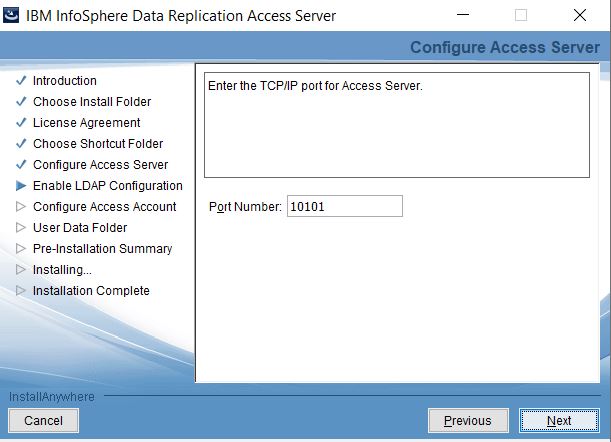 IBM InfoSphere Data Replication Access Server
Configure Access Server
Introduction
Choose Install Folder
License Agreement
Choose Shortcut Folder
Configure Access Server
Enable LDAP Configuration
Configure Access Account
User Data Folder
Pre-Installation Summary
Installing...
Installation Complete
Enter the TCP/IP port for Access Server.
Port Number: 10101
InstallAnywhere
Cancel
Previous
Next